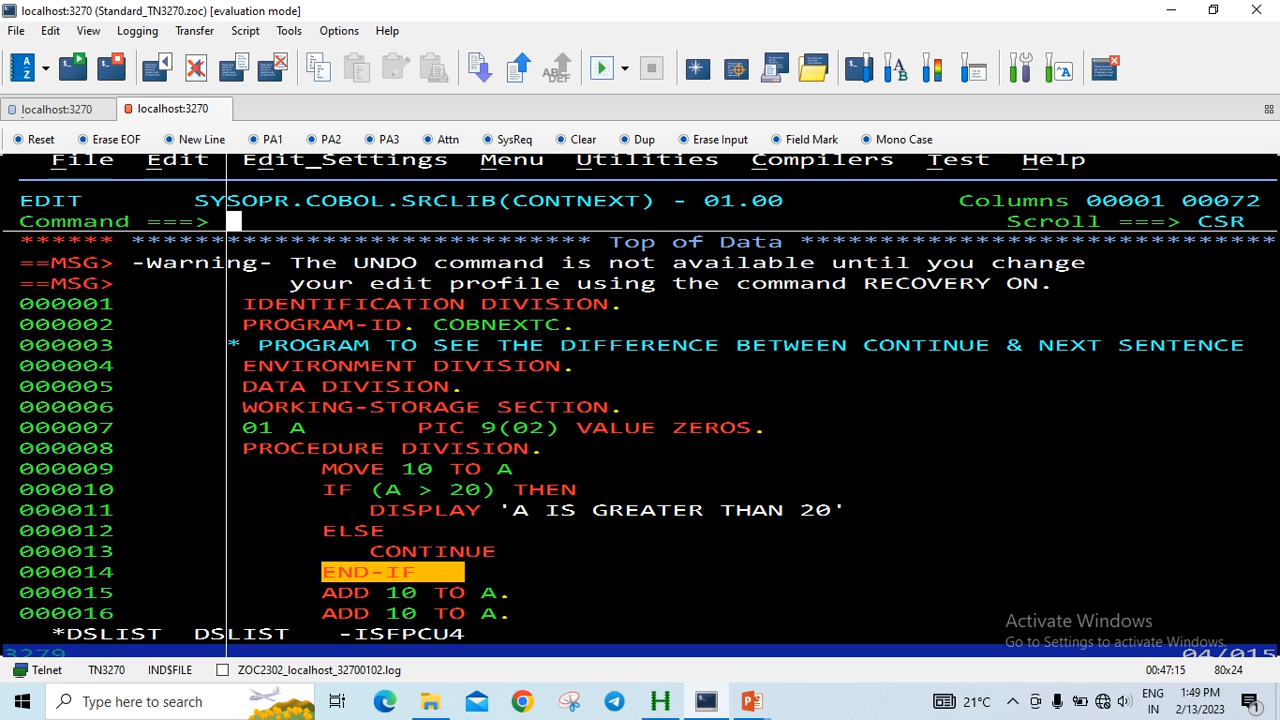 localhost:3270 (Standard_TN3270.zoc) [evaluation mode]
File Edit View Logging Transfer Script Tools Options Help
localhost:3270 localhost:3270
Reset Erase EOF New Line PA1 PA2 PA3 Attn SysReq Clear Dup Erase Input Field Mark Mono Case
File Edit Edit_Settings Menu Utilities Compilers Test Help
EDIT SYSOPR.COBOL.SRCLIB(CONTNEXT) - 01.00 Columns 00001 00072
Command ===> Scroll ===> CSR
****** ***************************** Top of Data ******************************
==MSG> -Warning- The UNDO command is not available until you change
==MSG> your edit profile using the command RECOVERY ON.
000001 IDENTIFICATION DIVISION.
000002 PROGRAM-ID. COBNEXTC.
000003 * PROGRAM TO SEE THE DIFFERENCE BETWEEN CONTINUE & NEXT SENTENCE
000004 ENVIRONMENT DIVISION.
000005 DATA DIVISION.
000006 WORKING-STORAGE SECTION.
000007 01 A PIC 9(02) VALUE ZEROS.
000008 PROCEDURE DIVISION.
000009 MOVE 10 TO A
000010 IF (A > 20) THEN
000011 DISPLAY 'A IS GREATER THAN 20'
000012 ELSE
000013 CONTINUE
000014 END-IF
000015 ADD 10 TO A.
000016 ADD 10 TO A.
*DSLIST DSLIST -ISFPCU4
3279 04/015
Activate Windows
Go to Settings to activate Windows.
Telnet TN3270 IND$FILE ZOC2302_localhost_32700102.log 00:47:15 80x24
Type here to search 21°C ENG IN 1:49 PM 2/13/2023